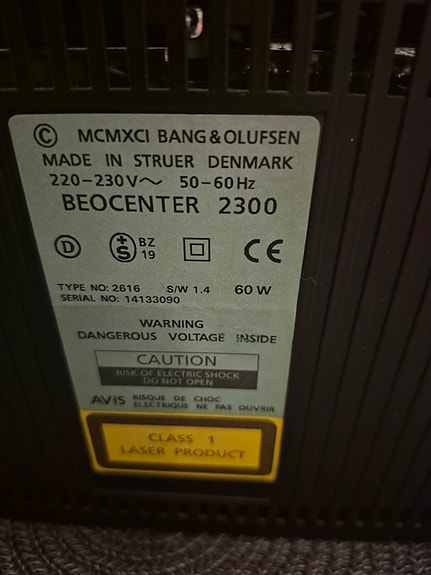 © MCMXCI BANG & OLUFSEN
MADE IN STRUER DENMARK
220–230V~ 50–60Hz
BEOCENTER 2300
D +S BZ 19 CE
TYPE NO: 2616 S/W 1.4 60 W
SERIAL NO: 14133090
WARNING
DANGEROUS VOLTAGE INSIDE
CAUTION
RISK OF ELECTRIC SHOCK
DO NOT OPEN
AVIS RISQUE DE CHOC
ELECTRIQUE NE PAS OUVRIR
CLASS 1
LASER PRODUCT